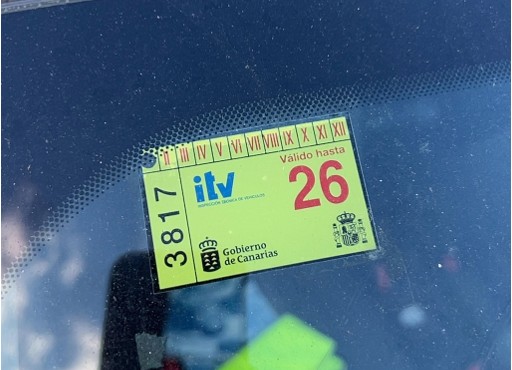 II III IV V VI VII VIII IX X XI XII
Válido hasta
26
itv
INSPECCIÓN TÉCNICA DE VEHÍCULOS
3817
Gobierno
de Canarias